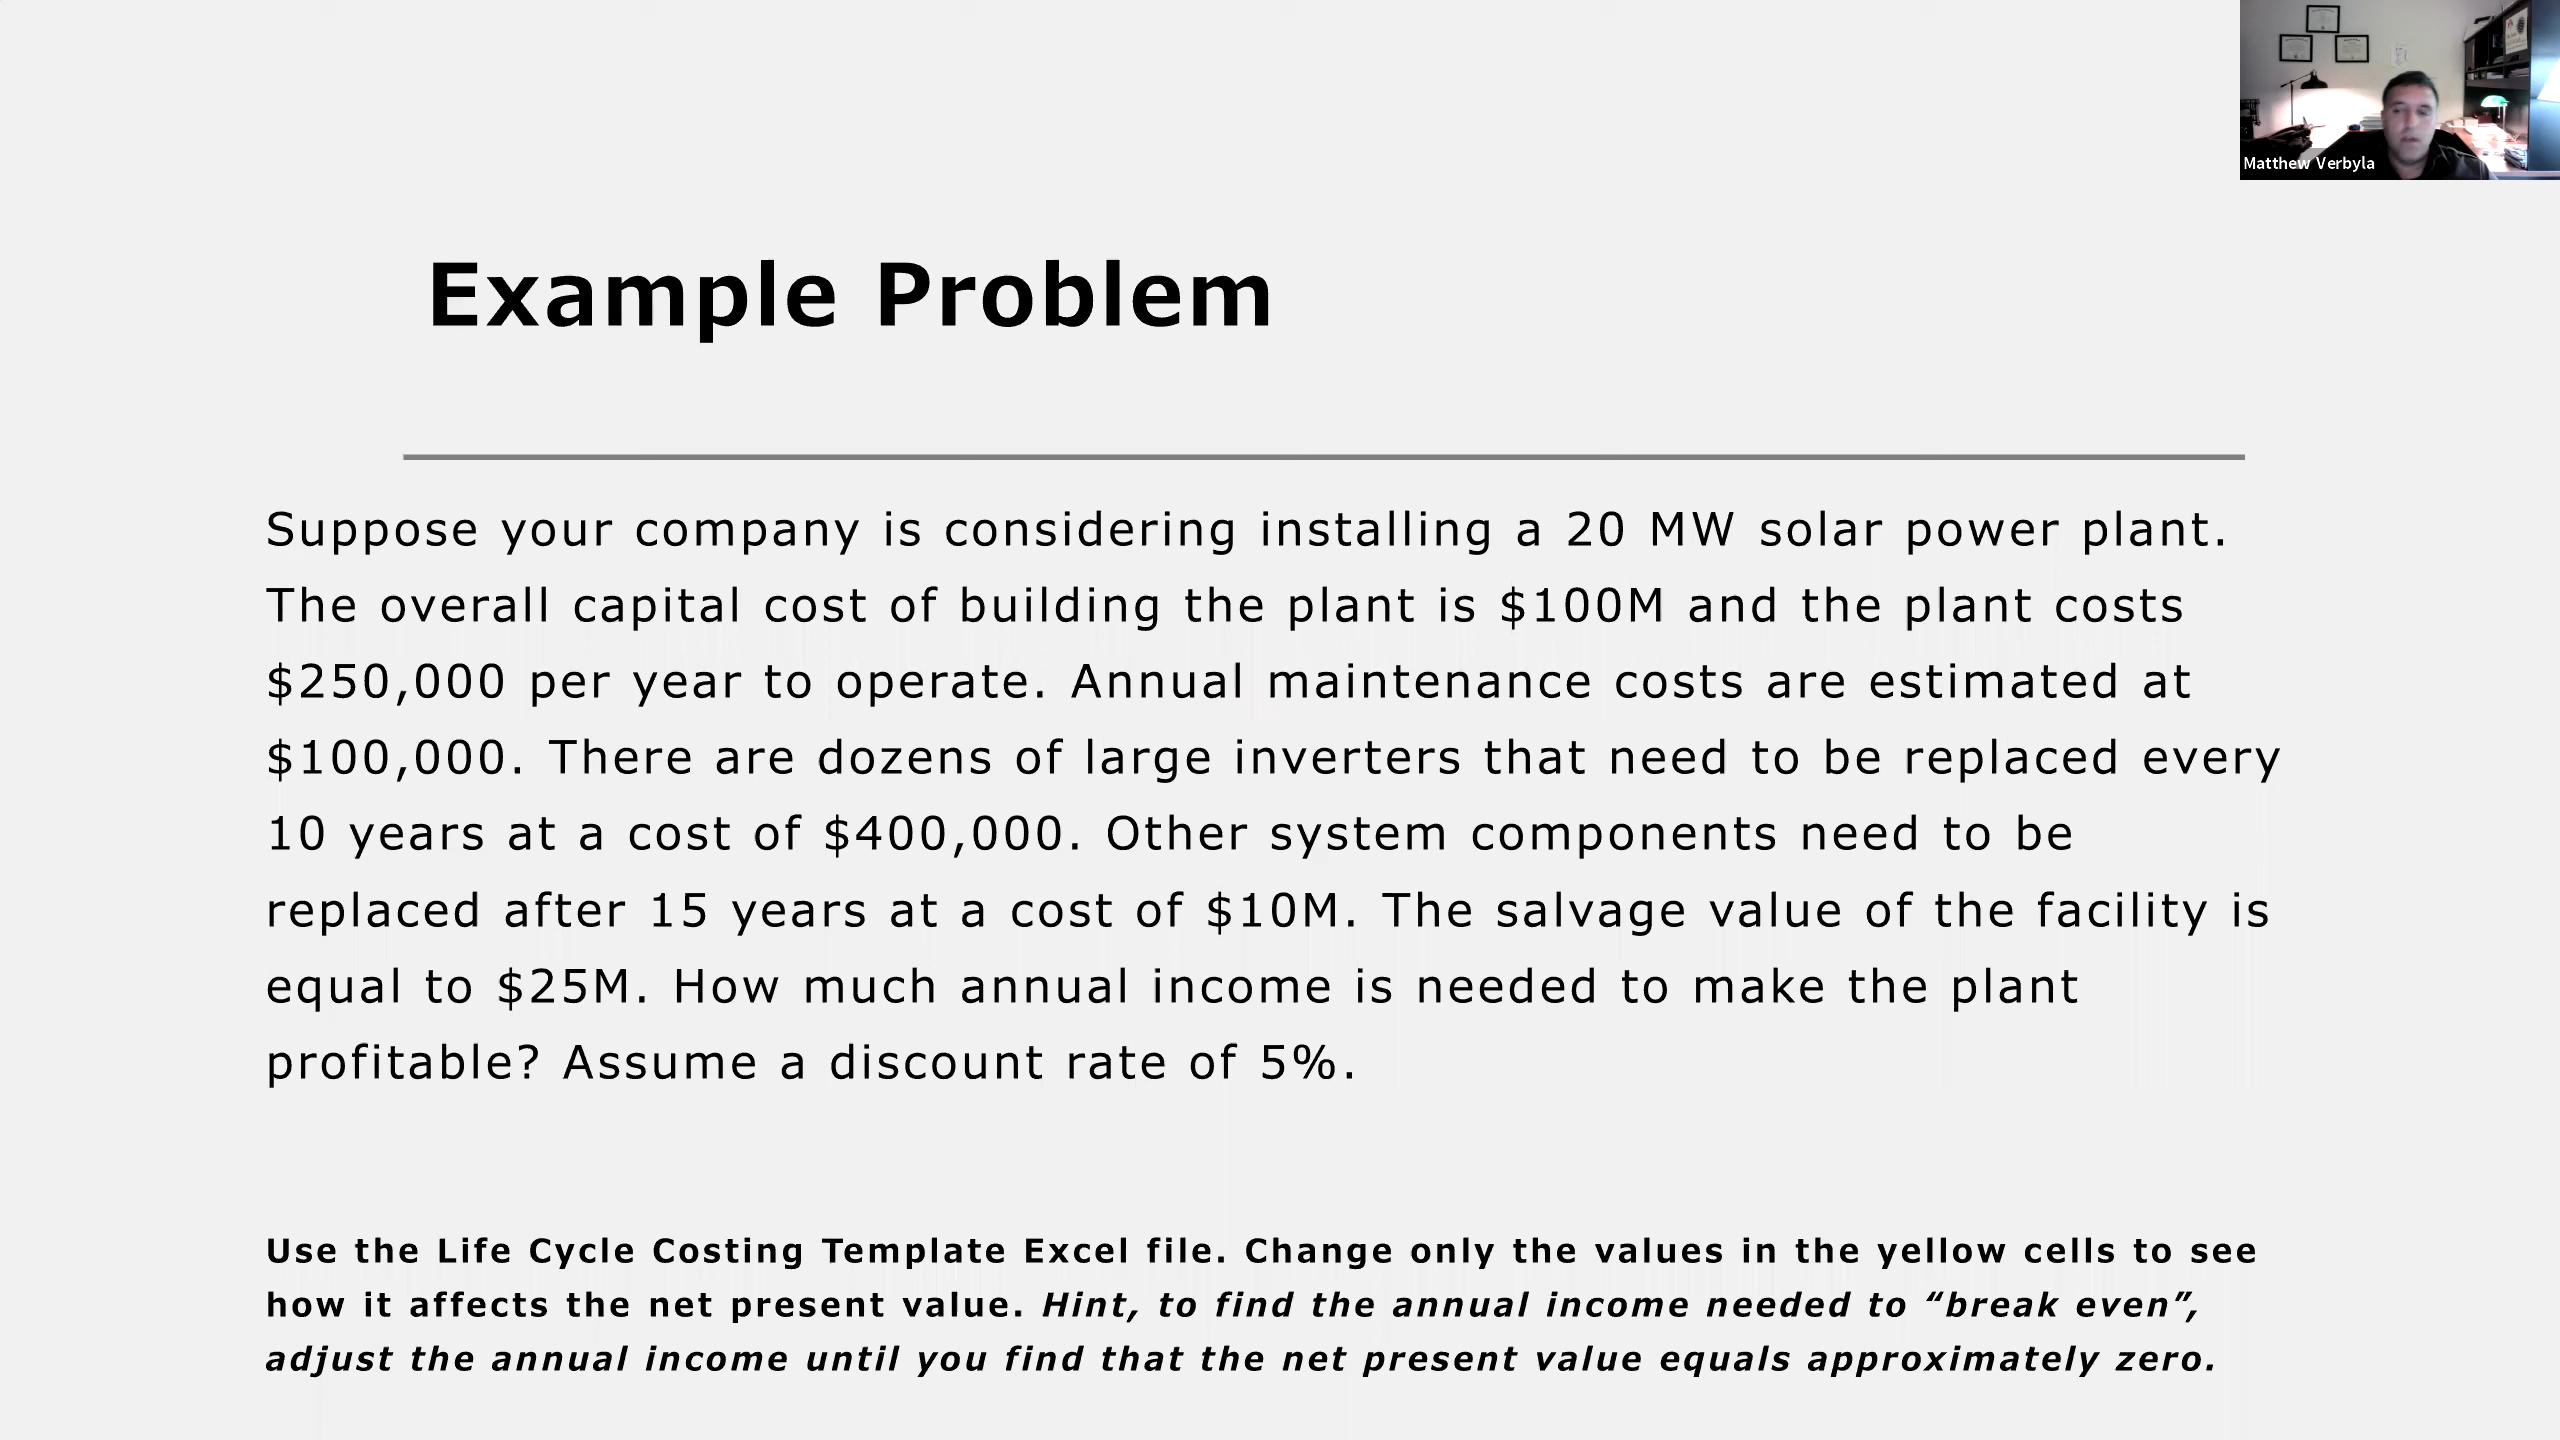 Matthew Verbyla
Example Problem
Suppose your company is considering installing a 20 MW solar power plant.
The overall capital cost of building the plant is $100M and the plant costs
$250,000 per year to operate. Annual maintenance costs are estimated at
$100,000. There are dozens of large inverters that need to be replaced every
10 years at a cost of $400,000. Other system components need to be
replaced after 15 years at a cost of $10M. The salvage value of the facility is
equal to $25M. How much annual income is needed to make the plant
profitable? Assume a discount rate of 5%.
Use the Life Cycle Costing Template Excel file. Change only the values in the yellow cells to see
how it affects the net present value. Hint, to find the annual income needed to “break even”,
adjust the annual income until you find that the net present value equals approximately zero.